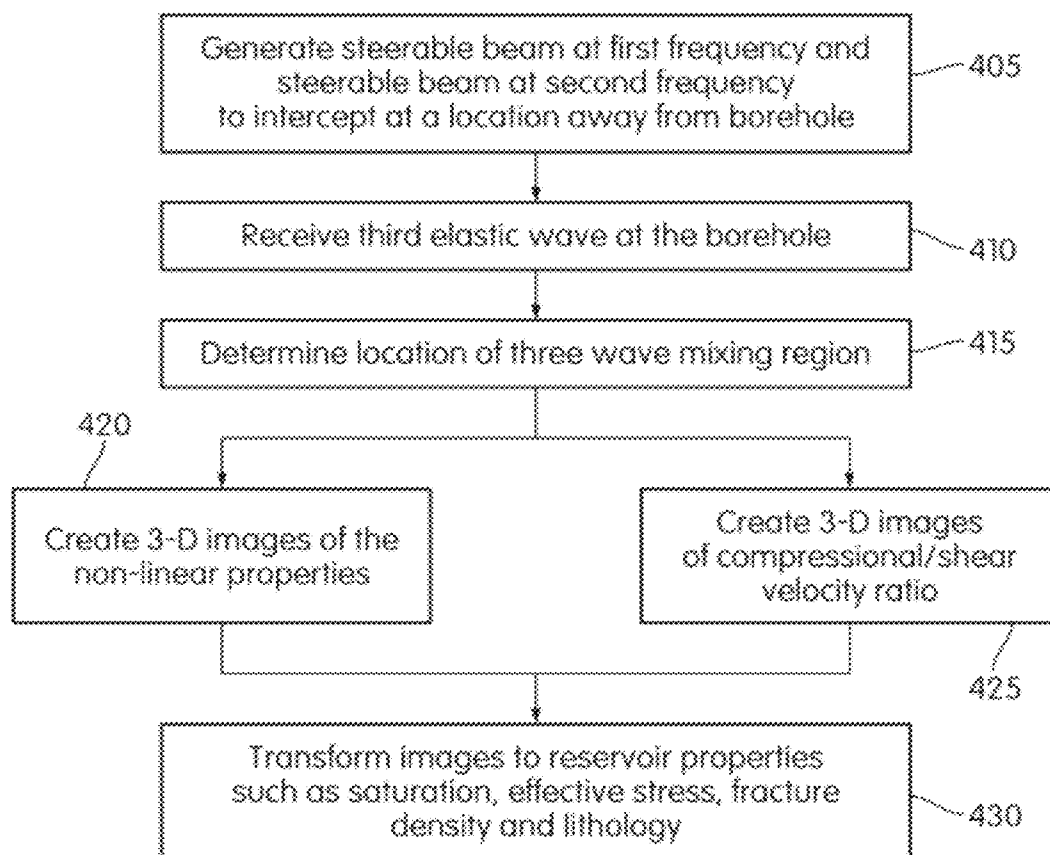 Generate steerable beam at first frequency and
steerable beam at second frequency
to intercept at a location away from borehole
405
Receive third elastic wave at the borehole
410
Determine location of three wave mixing region
415
420
Create 3-D images of the
non-linear properties
Create 3-D images
of compressional/shear
velocity ratio
425
Transform images to reservoir properties
such as saturation, effective stress, fracture
density and lithology
430